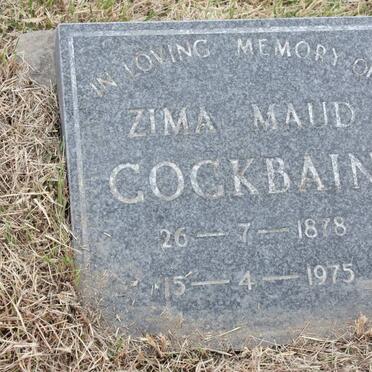 IN LOVING MEMORY OF
ZIMA MAUD
COCKBAIN
26 — 7 — 1878
15 — 4 — 1975